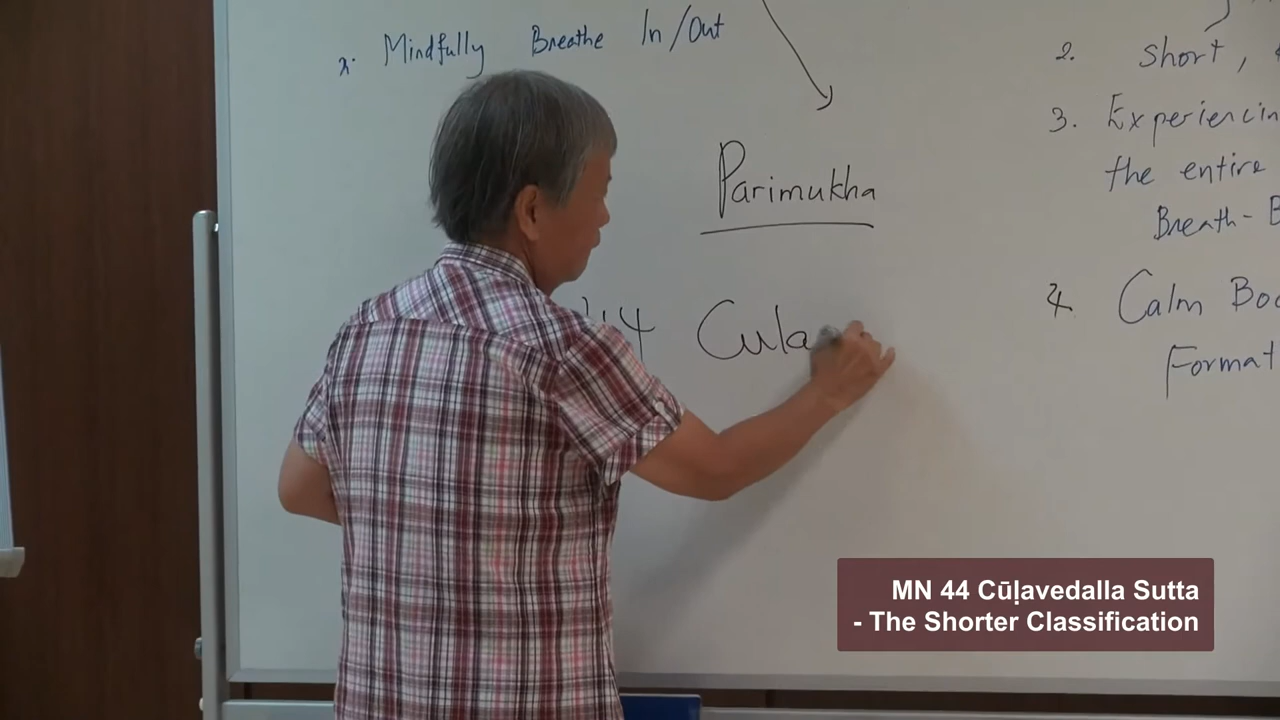 x. Mindfully Breathe In/Out
Parimukha
44 Cula
2. Short,
3. Experiencin
the entire
Breath-B
4. Calm Bo
Format
MN 44 Cūḷavedalla Sutta
- The Shorter Classification